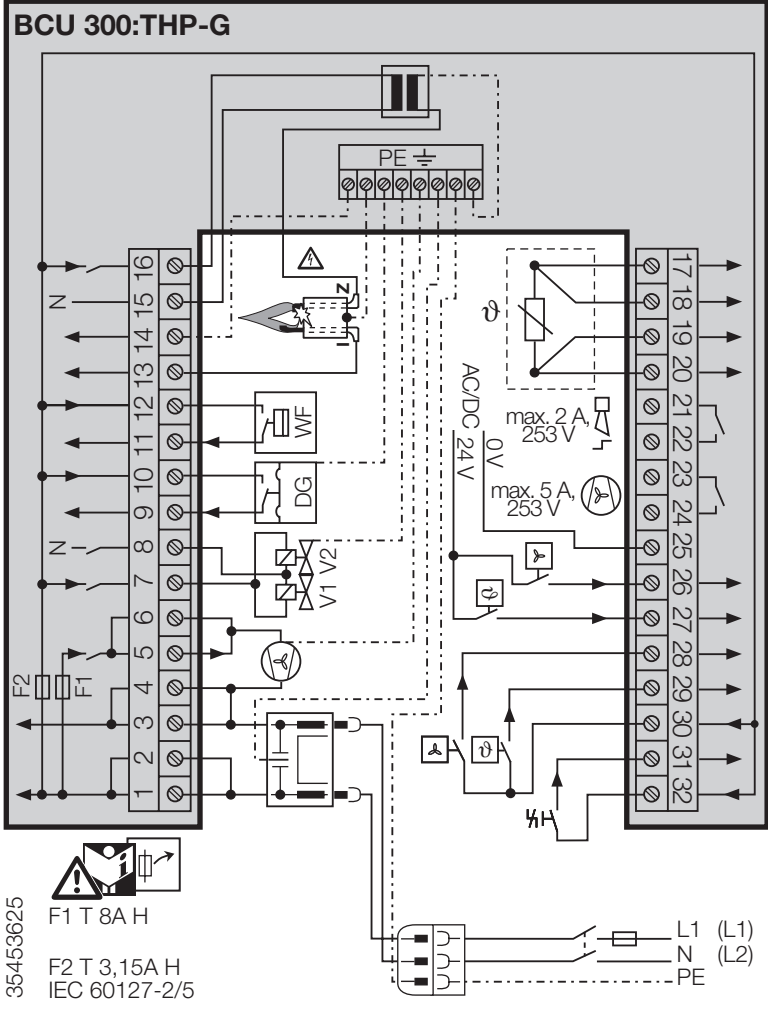 BCU 300:THP-G
PE
16
15
14
13
12
11
10
9
8
7
6
5
4
3
2
1
N
N
F2
F1
Z
I
WF
DG
V1 V2
ϑ
AC/DC 24 V
0 V
max. 2 A,
253 V
max. 5 A,
253 V
ϑ
ϑ
17
18
19
20
21
22
23
24
25
26
27
28
29
30
31
32
i
F1 T 8A H
F2 T 3,15A H
IEC 60127-2/5
35453625
L1 (L1)
N (L2)
PE